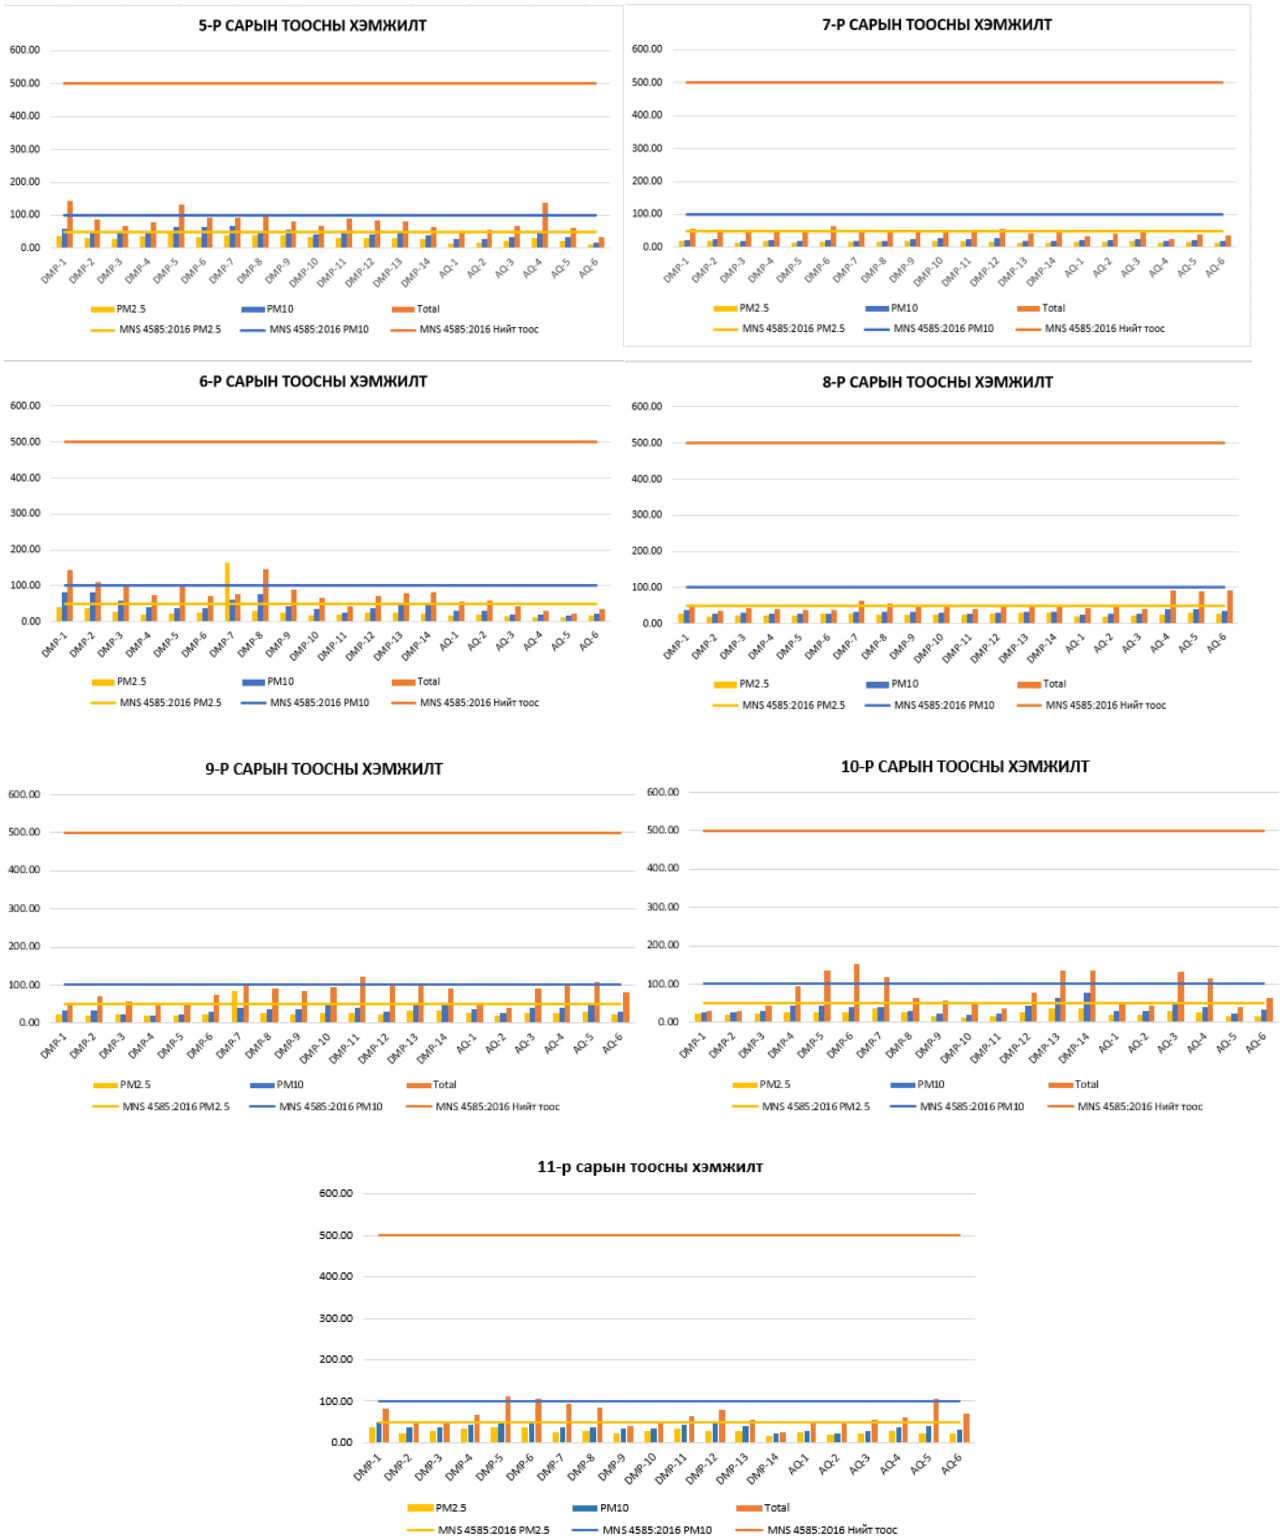 5-Р САРЫН ТООСНЫ ХЭМЖИЛТ
600.00
500.00
400.00
300.00
200.00
100.00
0.00
DMP-1 DMP-2 DMP-3 DMP-4 DMP-5 DMP-6 DMP-7 DMP-8 DMP-9 DMP-10 DMP-11 DMP-12 DMP-13 DMP-14 AQ-1 AQ-2 AQ-3 AQ-4 AQ-5 AQ-6
PM2.5 PM10 Total
MNS 4585:2016 PM2.5 MNS 4585:2016 PM10 MNS 4585:2016 Нийт тоос
7-Р САРЫН ТООСНЫ ХЭМЖИЛТ
600.00
500.00
400.00
300.00
200.00
100.00
0.00
DMP-1 DMP-2 DMP-3 DMP-4 DMP-5 DMP-6 DMP-7 DMP-8 DMP-9 DMP-10 DMP-11 DMP-12 DMP-13 DMP-14 AQ-1 AQ-2 AQ-3 AQ-4 AQ-5 AQ-6
PM2.5 PM10 Total
MNS 4585:2016 PM2.5 MNS 4585:2016 PM10 MNS 4585:2016 Нийт тоос
6-Р САРЫН ТООСНЫ ХЭМЖИЛТ
600.00
500.00
400.00
300.00
200.00
100.00
0.00
DMP-1 DMP-2 DMP-3 DMP-4 DMP-5 DMP-6 DMP-7 DMP-8 DMP-9 DMP-10 DMP-11 DMP-12 DMP-13 DMP-14 AQ-1 AQ-2 AQ-3 AQ-4 AQ-5 AQ-6
PM2.5 PM10 Total
MNS 4585:2016 PM2.5 MNS 4585:2016 PM10 MNS 4585:2016 Нийт тоос
8-Р САРЫН ТООСНЫ ХЭМЖИЛТ
600.00
500.00
400.00
300.00
200.00
100.00
0.00
DMP-1 DMP-2 DMP-3 DMP-4 DMP-5 DMP-6 DMP-7 DMP-8 DMP-9 DMP-10 DMP-11 DMP-12 DMP-13 DMP-14 AQ-1 AQ-2 AQ-3 AQ-4 AQ-5 AQ-6
PM2.5 PM10 Total
MNS 4585:2016 PM2.5 MNS 4585:2016 PM10 MNS 4585:2016 Нийт тоос
9-Р САРЫН ТООСНЫ ХЭМЖИЛТ
600.00
500.00
400.00
300.00
200.00
100.00
0.00
DMP-1 DMP-2 DMP-3 DMP-4 DMP-5 DMP-6 DMP-7 DMP-8 DMP-9 DMP-10 DMP-11 DMP-12 DMP-13 DMP-14 AQ-1 AQ-2 AQ-3 AQ-4 AQ-5 AQ-6
PM2.5 PM10 Total
MNS 4585:2016 PM2.5 MNS 4585:2016 PM10 MNS 4585:2016 Нийт тоос
10-Р САРЫН ТООСНЫ ХЭМЖИЛТ
600.00
500.00
400.00
300.00
200.00
100.00
0.00
DMP-1 DMP-2 DMP-3 DMP-4 DMP-5 DMP-6 DMP-7 DMP-8 DMP-9 DMP-10 DMP-11 DMP-12 DMP-13 DMP-14 AQ-1 AQ-2 AQ-3 AQ-4 AQ-5 AQ-6
PM2.5 PM10 Total
MNS 4585:2016 PM2.5 MNS 4585:2016 PM10 MNS 4585:2016 Нийт тоос
11-р сарын тоосны хэмжилт
600.00
500.00
400.00
300.00
200.00
100.00
0.00
DMP-1 DMP-2 DMP-3 DMP-4 DMP-5 DMP-6 DMP-7 DMP-8 DMP-9 DMP-10 DMP-11 DMP-12 DMP-13 DMP-14 AQ-1 AQ-2 AQ-3 AQ-4 AQ-5 AQ-6
PM2.5 PM10 Total
MNS 4585:2016 PM2.5 MNS 4585:2016 PM10 MNS 4585:2016 Нийт тоос